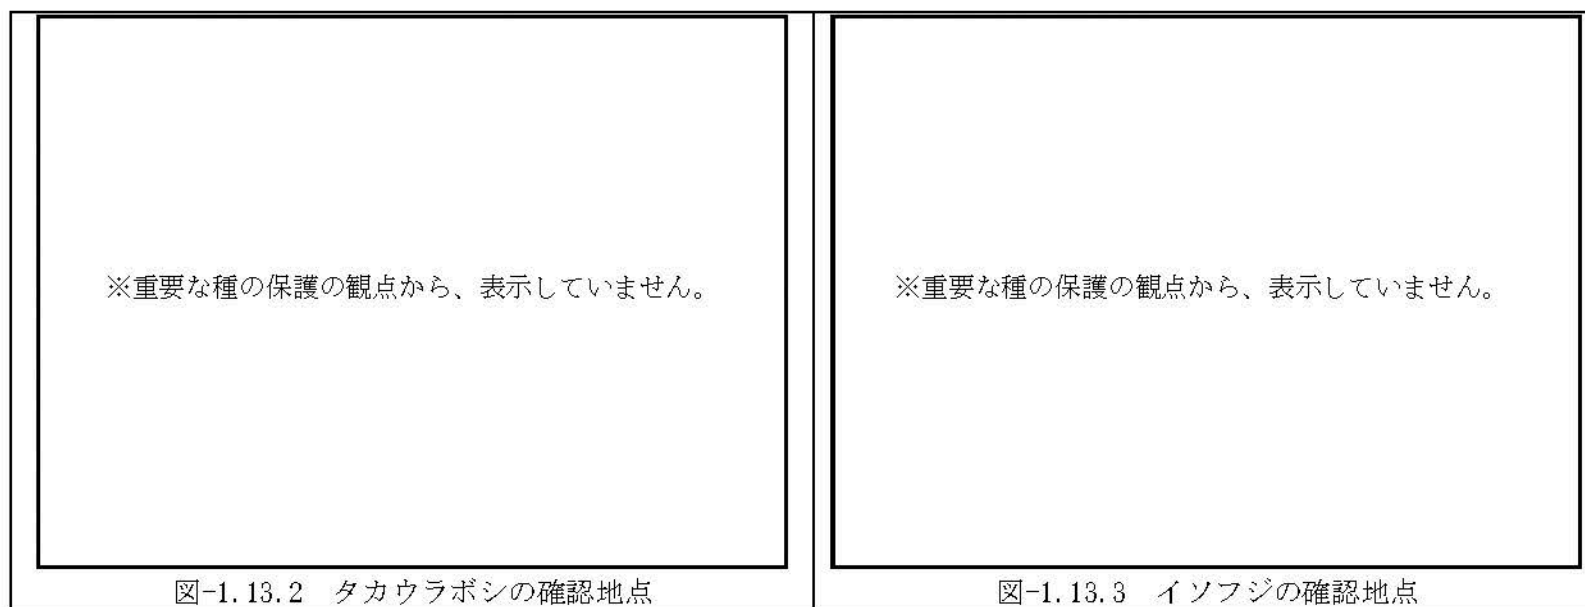 ※重要な種の保護の観点から、表示していません。
図-1.13.2 タカウラボシの確認地点
※重要な種の保護の観点から、表示していません。
図-1.13.3 イソフジの確認地点